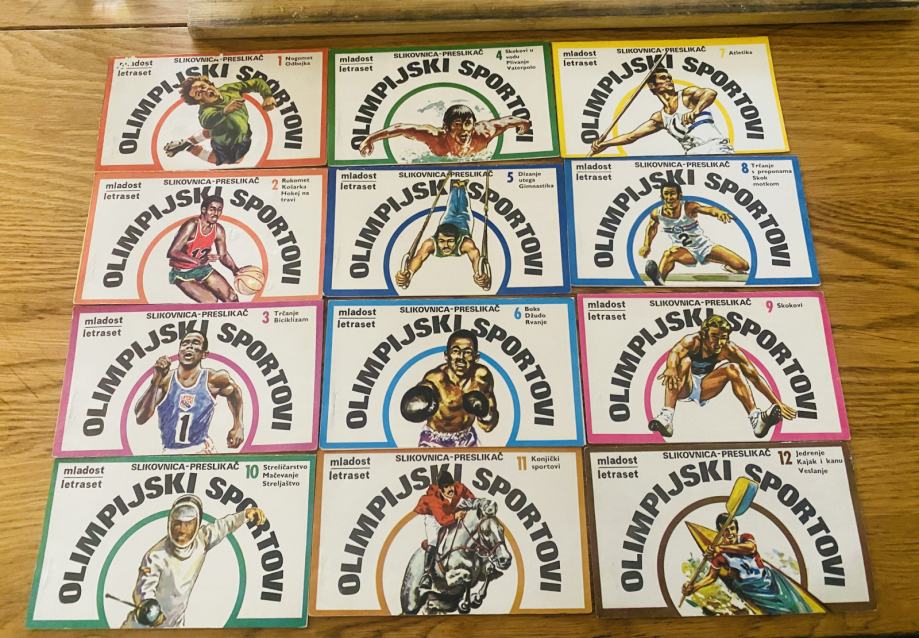 mladost
letraset
SLIKOVNICA-PRESLIKAČ
1 Nogomet
Odbojka
OLIMPIJSKI SPORTOVI
mladost
letraset
SLIKOVNICA-PRESLIKAČ
4 Skokovi u
vodu
Plivanje
Vaterpolo
OLIMPIJSKI SPORTOVI
mladost
letraset
SLIKOVNICA-PRESLIKAČ
7 Atletika
OLIMPIJSKI SPORTOVI
mladost
letraset
SLIKOVNICA-PRESLIKAČ
2 Rukomet
Košarka
Hokej na
travi
OLIMPIJSKI SPORTOVI
mladost
letraset
SLIKOVNICA-PRESLIKAČ
5 Dizanje
utega
Gimnastika
OLIMPIJSKI SPORTOVI
mladost
letraset
SLIKOVNICA-PRESLIKAČ
8 Trčanje
s preponama
Skok
motkom
OLIMPIJSKI SPORTOVI
2
mladost
letraset
SLIKOVNICA-PRESLIKAČ
3 Trčanje
Biciklizam
OLIMPIJSKI SPORTOVI
1
mladost
letraset
SLIKOVNICA-PRESLIKAČ
6 Boks
Džudo
Rvanje
OLIMPIJSKI SPORTOVI
mladost
letraset
SLIKOVNICA-PRESLIKAČ
9 Skokovi
OLIMPIJSKI SPORTOVI
mladost
letraset
SLIKOVNICA-PRESLIKAČ
10 Streličarstvo
Mačevanje
Streljaštvo
OLIMPIJSKI SPORTOVI
mladost
letraset
SLIKOVNICA-PRESLIKAČ
11 Konjički
sportovi
OLIMPIJSKI SPORTOVI
mladost
letraset
SLIKOVNICA-PRESLIKAČ
12 Jedrenje
Kajak i kanu
Veslanje
OLIMPIJSKI SPORTOVI